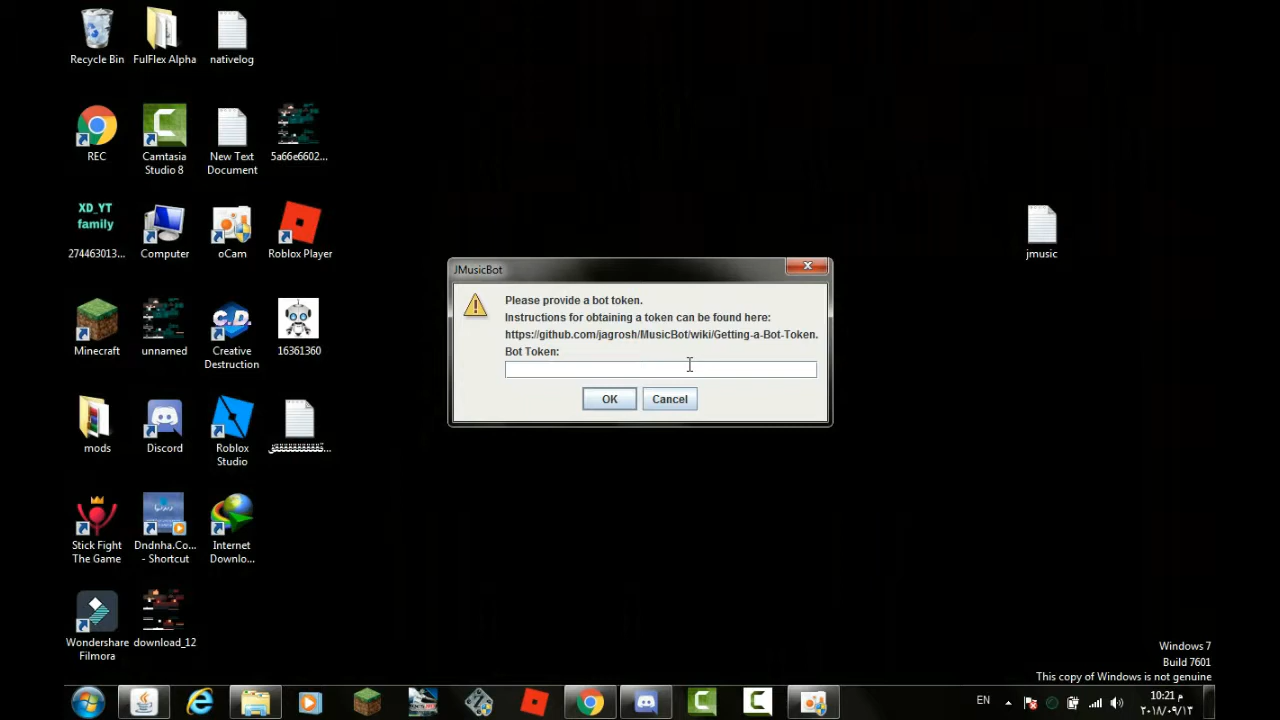 Recycle Bin
FulFlex Alpha
nativelog
REC
Camtasia
Studio 8
New Text
Document
5a66e6602...
XD_YT
family
274463013...
Computer
oCam
Roblox Player
jmusic
JMusicBot
Please provide a bot token.
Instructions for obtaining a token can be found here:
https://github.com/jagrosh/MusicBot/wiki/Getting-a-Bot-Token.
Bot Token:
OK
Cancel
Minecraft
unnamed
Creative
Destruction
16361360
mods
Discord
Roblox
Studio
Stick Fight
The Game
Dndnha.Co...
- Shortcut
Internet
Downlo...
Wondershare
Filmora
download_12
Windows 7
Build 7601
This copy of Windows is not genuine
EN
10:21 م
٢٠١٨/٠٩/١٣